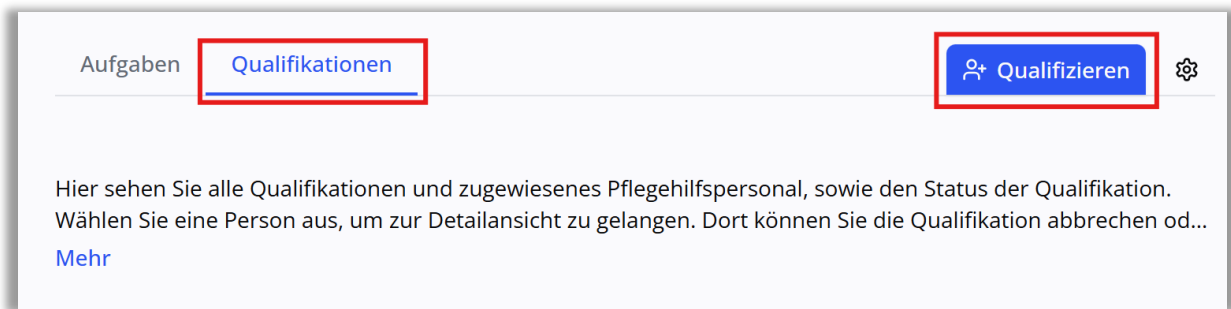 Aufgaben Qualifikationen Qualifizieren
Hier sehen Sie alle Qualifikationen und zugewiesenes Pflegehilfspersonal, sowie den Status der Qualifikation.
Wählen Sie eine Person aus, um zur Detailansicht zu gelangen. Dort können Sie die Qualifikation abbrechen od...
Mehr